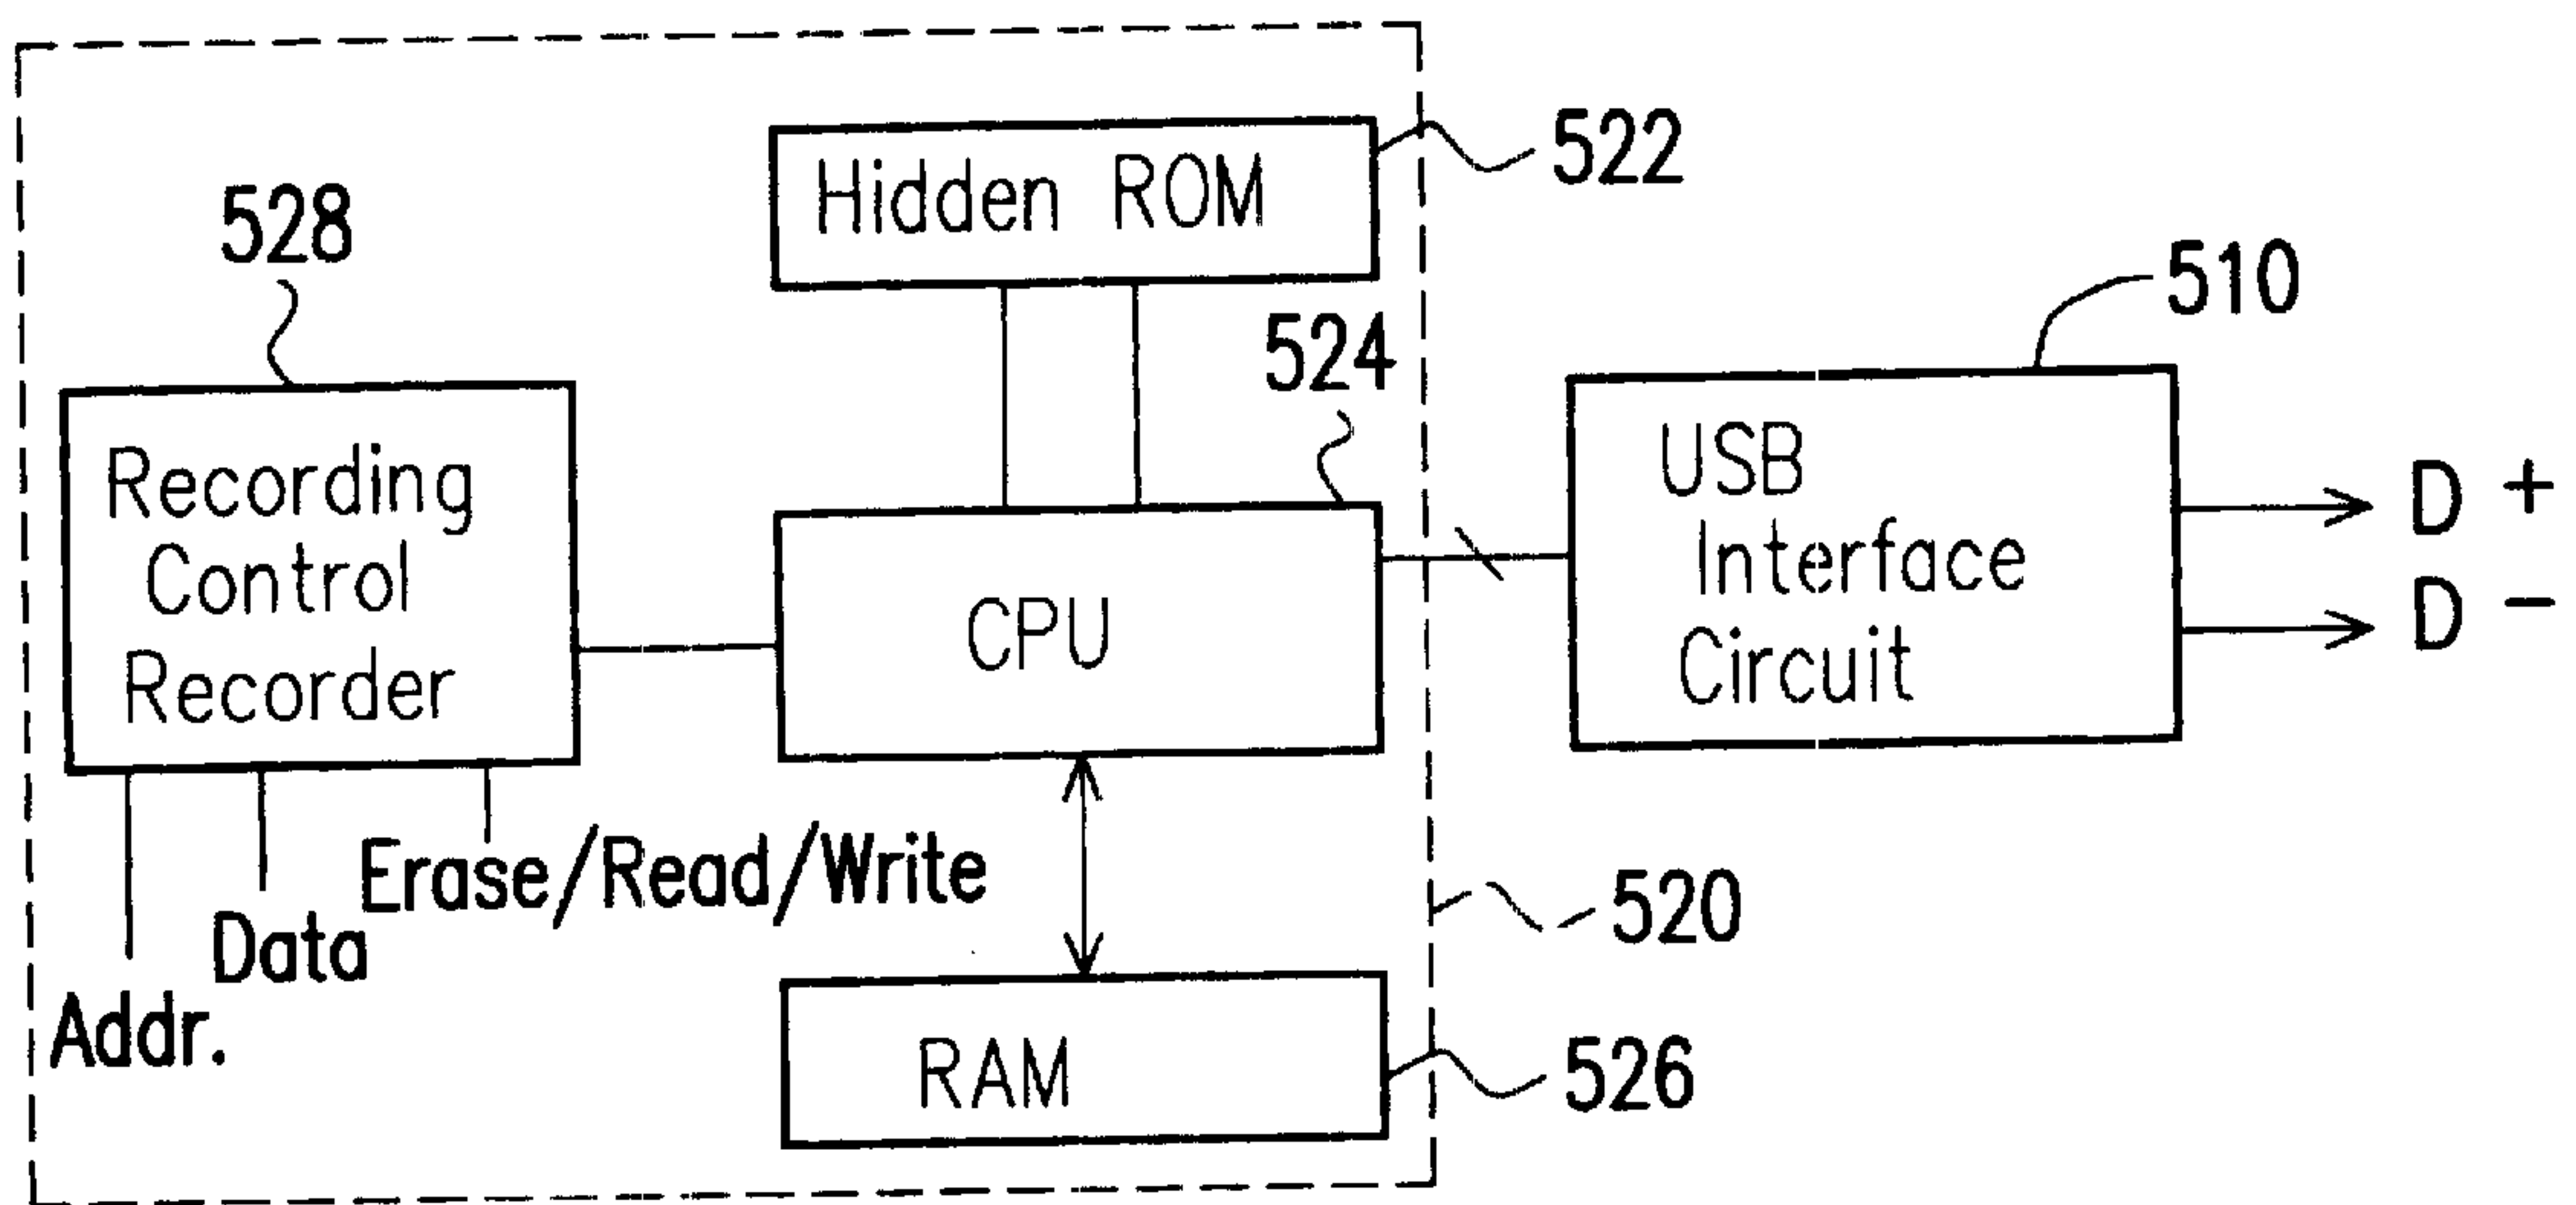 Hidden ROM
522
528
510
524
Recording
Control
Recorder
USB
Interface
Circuit
D +
D −
CPU
Erase/Read/Write
Data
Addr.
520
RAM
526